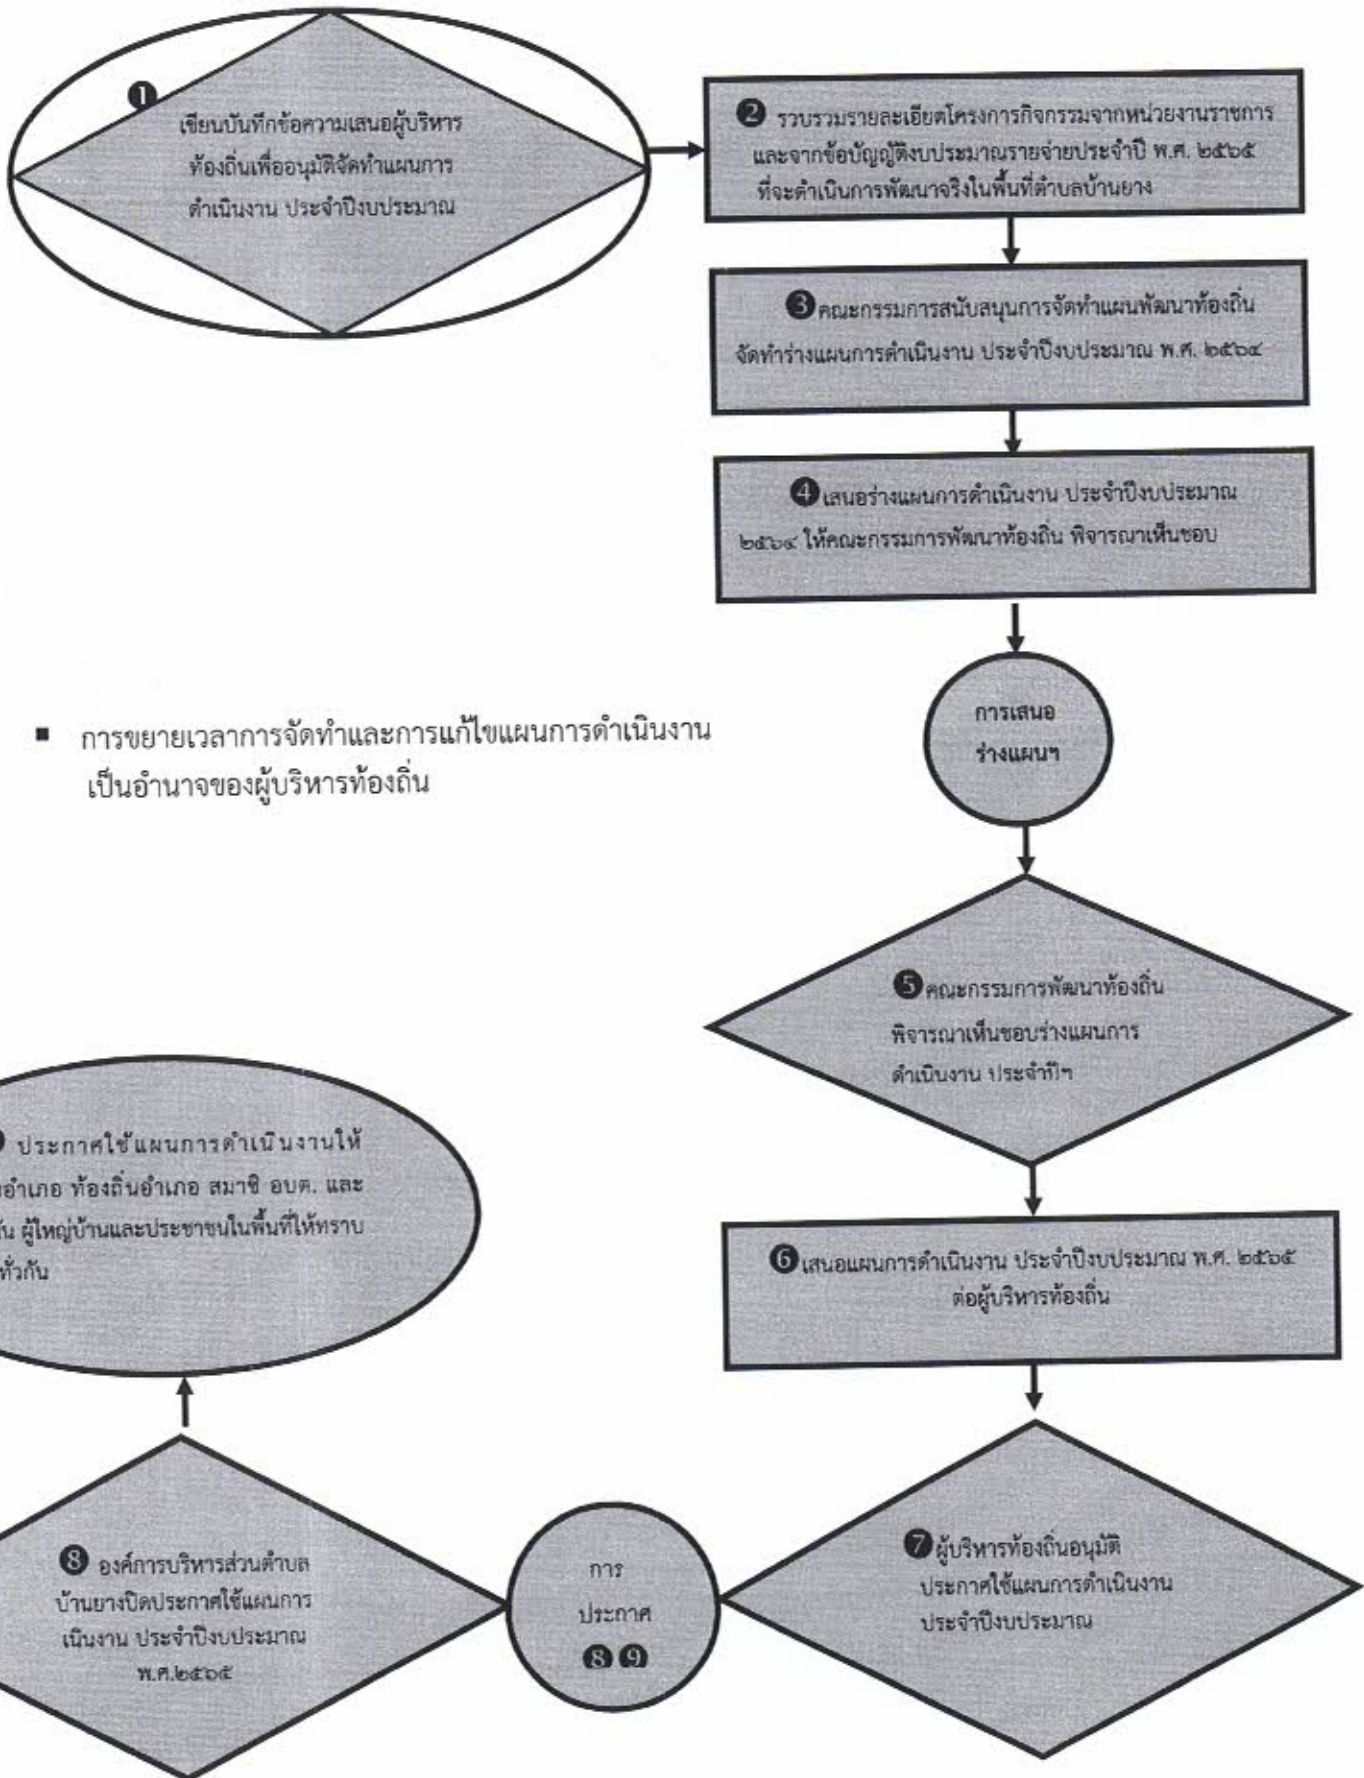 ❶
เขียนบันทึกข้อความเสนอผู้บริหาร
ท้องถิ่นเพื่ออนุมัติจัดทำแผนการ
ดำเนินงาน ประจำปีงบประมาณ
❷ รวบรวมรายละเอียดโครงการกิจกรรมจากหน่วยงานราชการ
และจากข้อบัญญัติงบประมาณรายจ่ายประจำปี พ.ศ. ๒๕๖๕
ที่จะดำเนินการพัฒนาจริงในพื้นที่ตำบลบ้านยาง
❸คณะกรรมการสนับสนุนการจัดทำแผนพัฒนาท้องถิ่น
จัดทำร่างแผนการดำเนินงาน ประจำปีงบประมาณ พ.ศ. ๒๕๖๔
❹เสนอร่างแผนการดำเนินงาน ประจำปีงบประมาณ
๒๕๖๔ ให้คณะกรรมการพัฒนาท้องถิ่น พิจารณาเห็นชอบ
การเสนอ
ร่างแผนฯ
▪ การขยายเวลาการจัดทำและการแก้ไขแผนการดำเนินงาน
เป็นอำนาจของผู้บริหารท้องถิ่น
❺คณะกรรมการพัฒนาท้องถิ่น
พิจารณาเห็นชอบร่างแผนการ
ดำเนินงาน ประจำปีฯ
❻เสนอแผนการดำเนินงาน ประจำปีงบประมาณ พ.ศ. ๒๕๖๕
ต่อผู้บริหารท้องถิ่น
❼ผู้บริหารท้องถิ่นอนุมัติ
ประกาศใช้แผนการดำเนินงาน
ประจำปีงบประมาณ
การ
ประกาศ
❽ ❾
❽ องค์การบริหารส่วนตำบล
บ้านยางปิดประกาศใช้แผนการ
เนินงาน ประจำปีงบประมาณ
พ.ศ.๒๕๖๕
ประกาศใช้แผนการดำเนินงานให้
อำเภอ ท้องถิ่นอำเภอ สมาชิ อบต. และ
ผู้ใหญ่บ้านและประชาชนในพื้นที่ให้ทราบ
ทั่วกัน